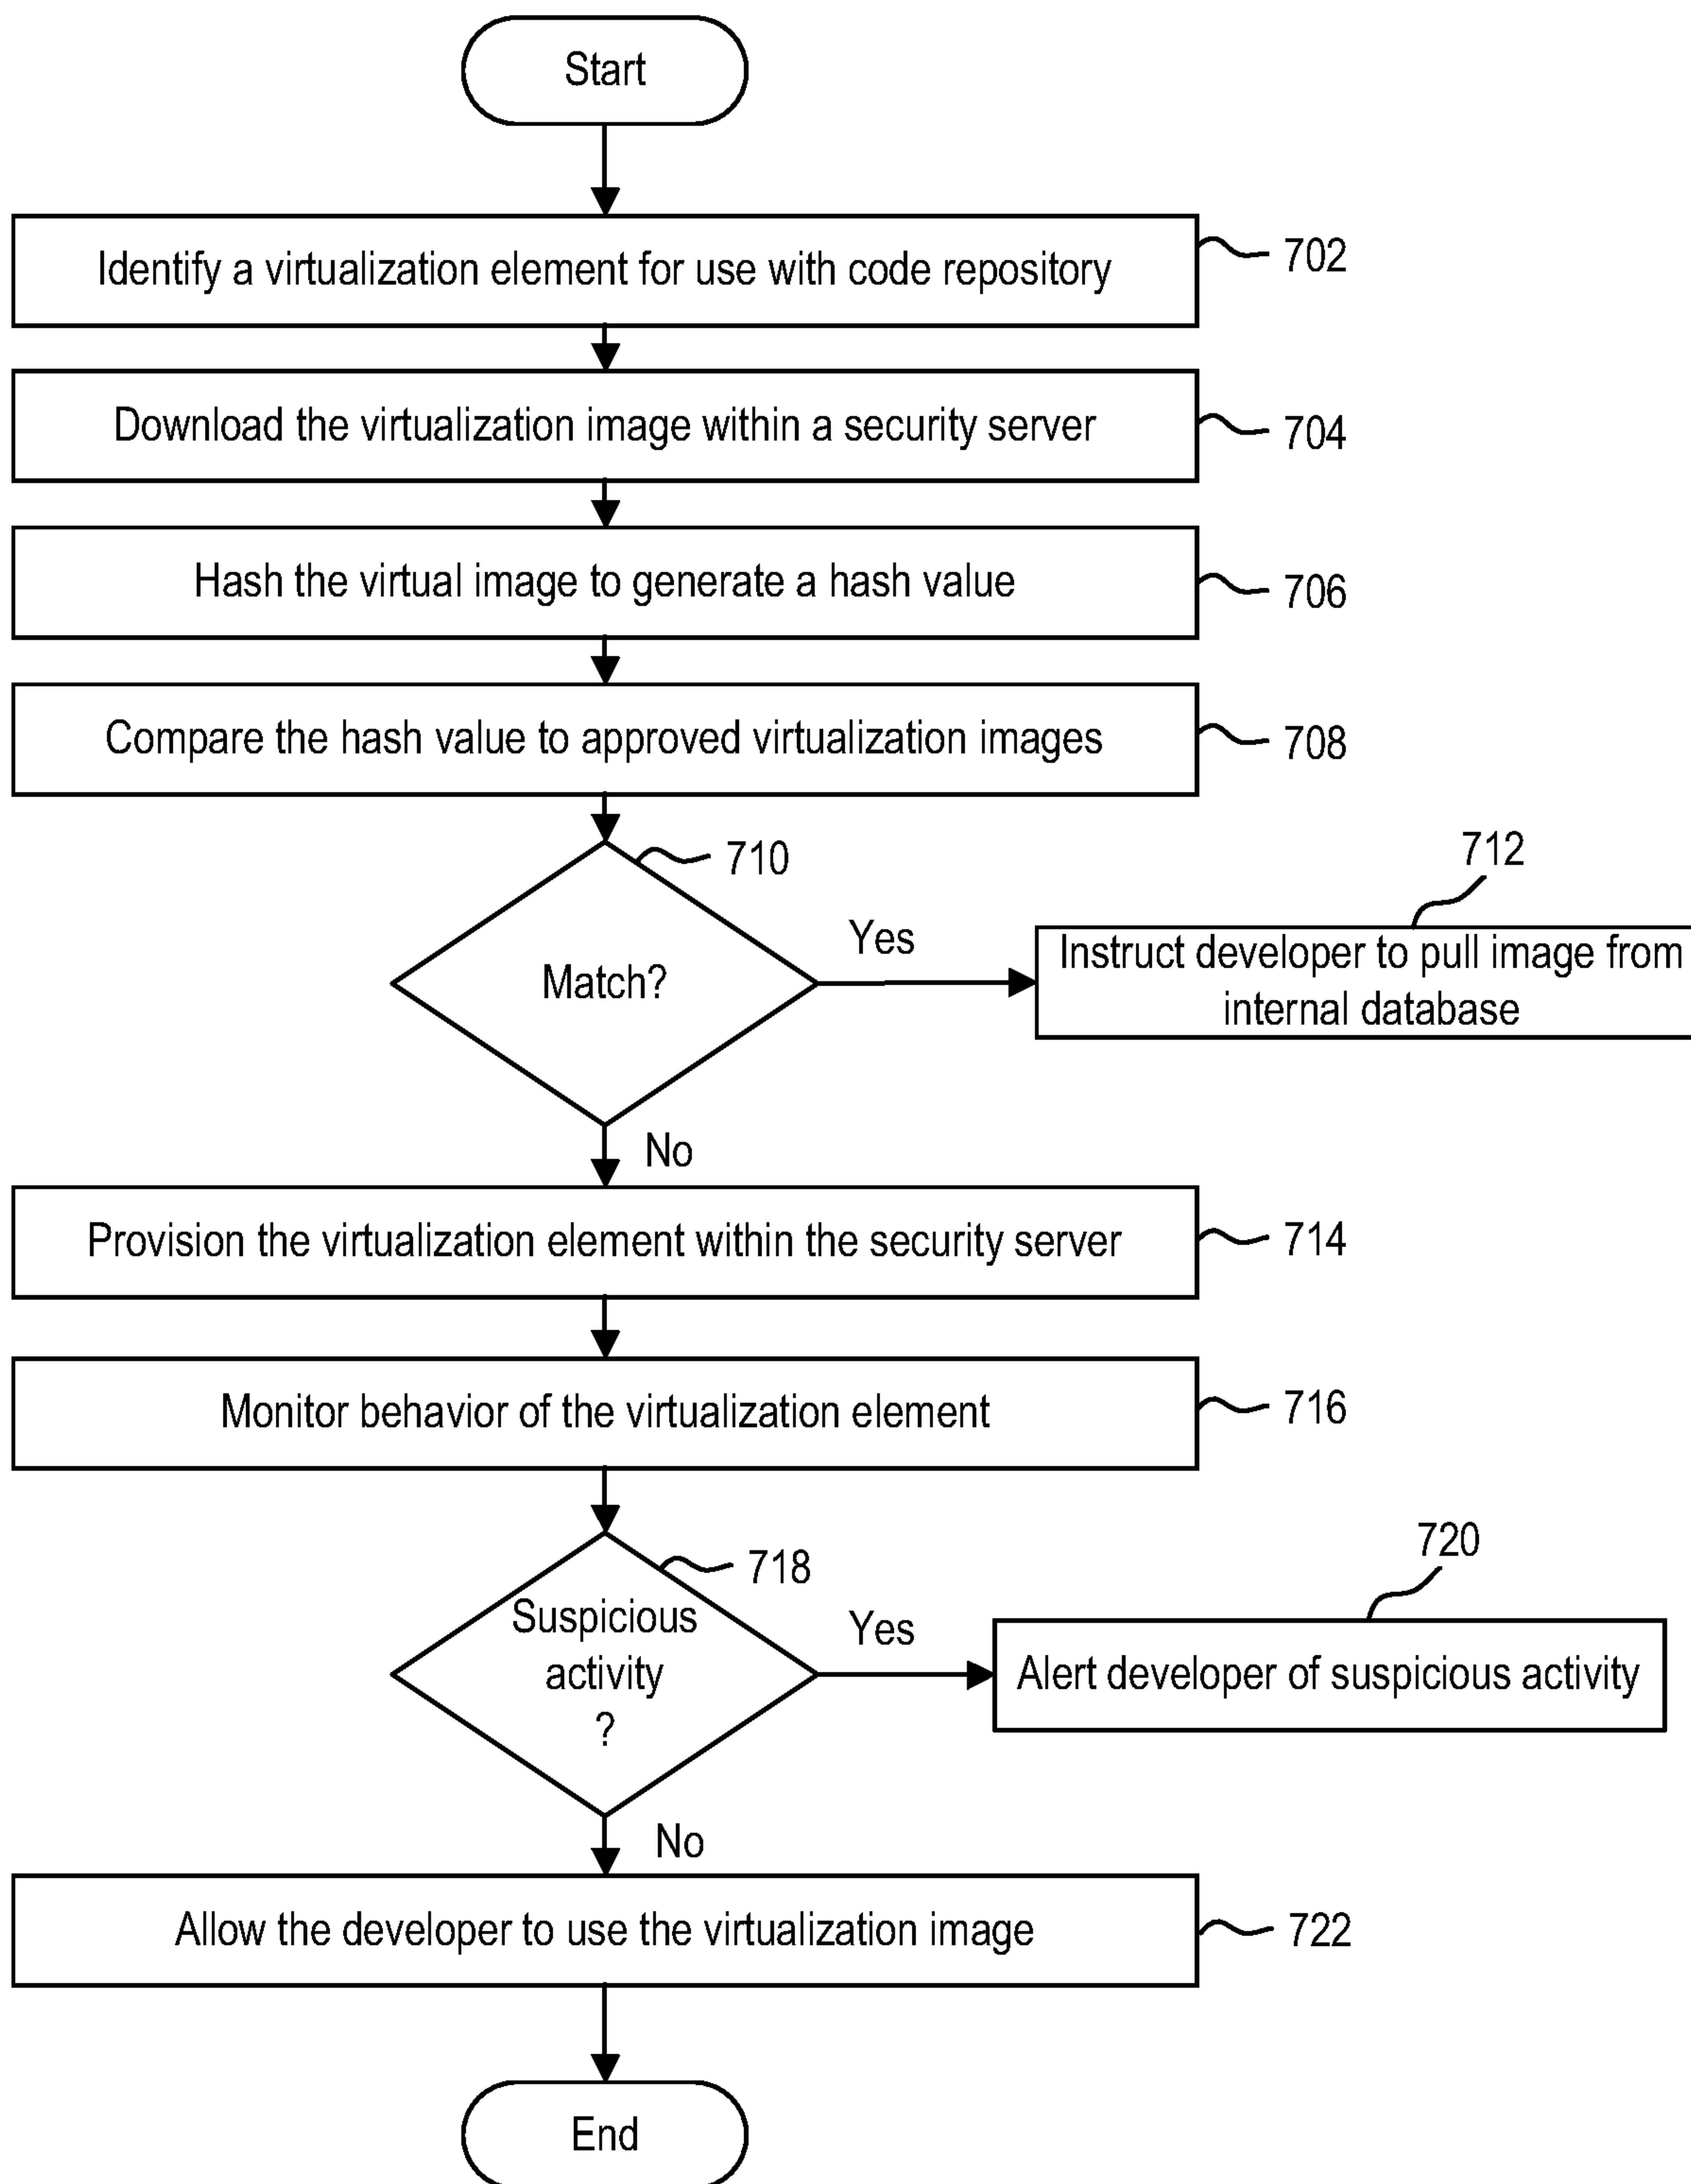 Start
Identify a virtualization element for use with code repository
702
Download the virtualization image within a security server
704
Hash the virtual image to generate a hash value
706
Compare the hash value to approved virtualization images
708
710
Match?
Yes
712
Instruct developer to pull image from
internal database
No
Provision the virtualization element within the security server
714
Monitor behavior of the virtualization element
716
718
Suspicious
activity
?
Yes
720
Alert developer of suspicious activity
No
Allow the developer to use the virtualization image
722
End